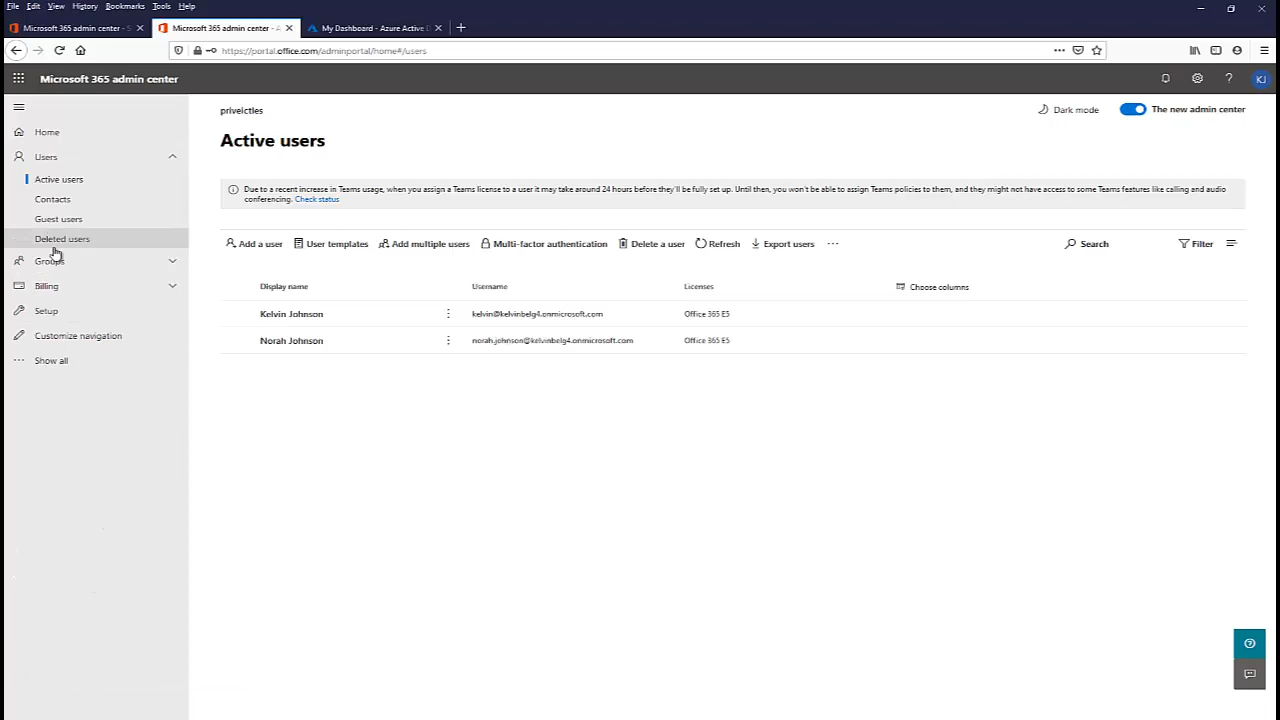 File Edit View History Bookmarks Tools Help
Microsoft 365 admin center - S
Microsoft 365 admin center - A
My Dashboard - Azure Active D
https://portal.office.com/adminportal/home#/users
Microsoft 365 admin center
KJ
Home
Users
Active users
Contacts
Guest users
Deleted users
Groups
Billing
Setup
Customize navigation
Show all
priveicties
Dark mode
The new admin center
Active users
Due to a recent increase in Teams usage, when you assign a Teams license to a user it may take around 24 hours before they'll be fully set up. Until then, you won't be able to assign Teams policies to them, and they might not have access to some Teams features like calling and audio
conferencing. Check status
Add a user User templates Add multiple users Multi-factor authentication Delete a user Refresh Export users Search Filter
Display name Username Licenses Choose columns
Kelvin Johnson kelvin@kelvinbelg4.onmicrosoft.com Office 365 E5
Norah Johnson norah.johnson@kelvinbelg4.onmicrosoft.com Office 365 E5